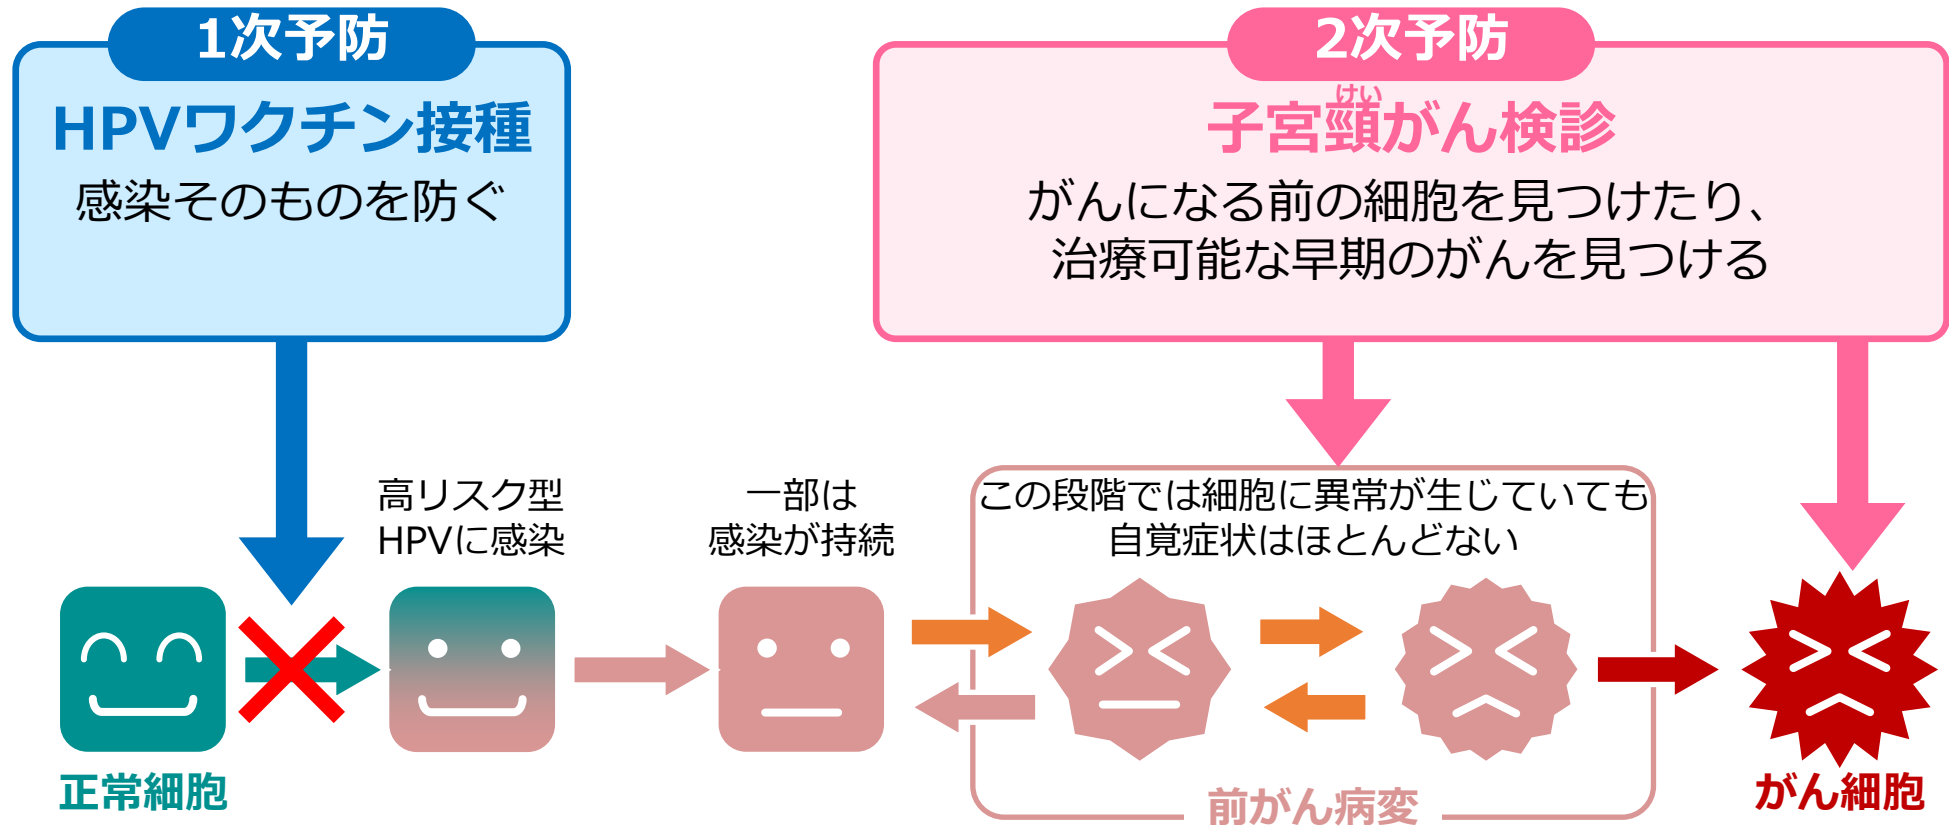 1次予防
HPVワクチン接種
感染そのものを防ぐ
2次予防
けい
子宮頸がん検診
がんになる前の細胞を見つけたり、
治療可能な早期のがんを見つける
高リスク型
HPVに感染
一部は
感染が持続
この段階では細胞に異常が生じていても
自覚症状はほとんどない
正常細胞
前がん病変
がん細胞